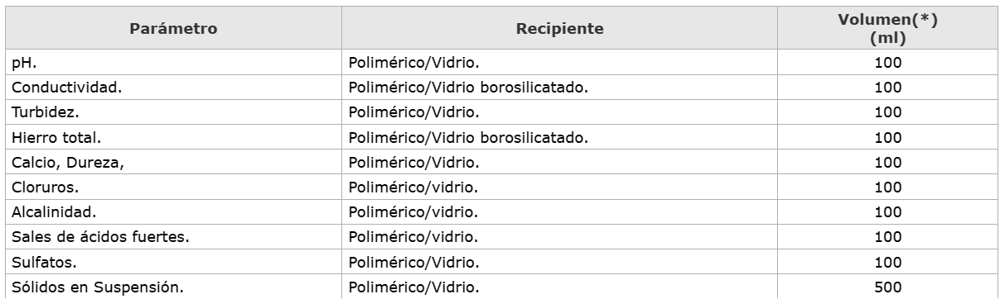 Parámetro Recipiente Volumen(*) (ml)
pH. Polimérico/Vidrio. 100
Conductividad. Polimérico/Vidrio borosilicatado. 100
Turbidez. Polimérico/Vidrio. 100
Hierro total. Polimérico/Vidrio borosilicatado. 100
Calcio, Dureza, Polimérico/Vidrio. 100
Cloruros. Polimérico/vidrio. 100
Alcalinidad. Polimérico/vidrio. 100
Sales de ácidos fuertes. Polimérico/vidrio. 100
Sulfatos. Polimérico/Vidrio. 100
Sólidos en Suspensión. Polimérico/Vidrio. 500